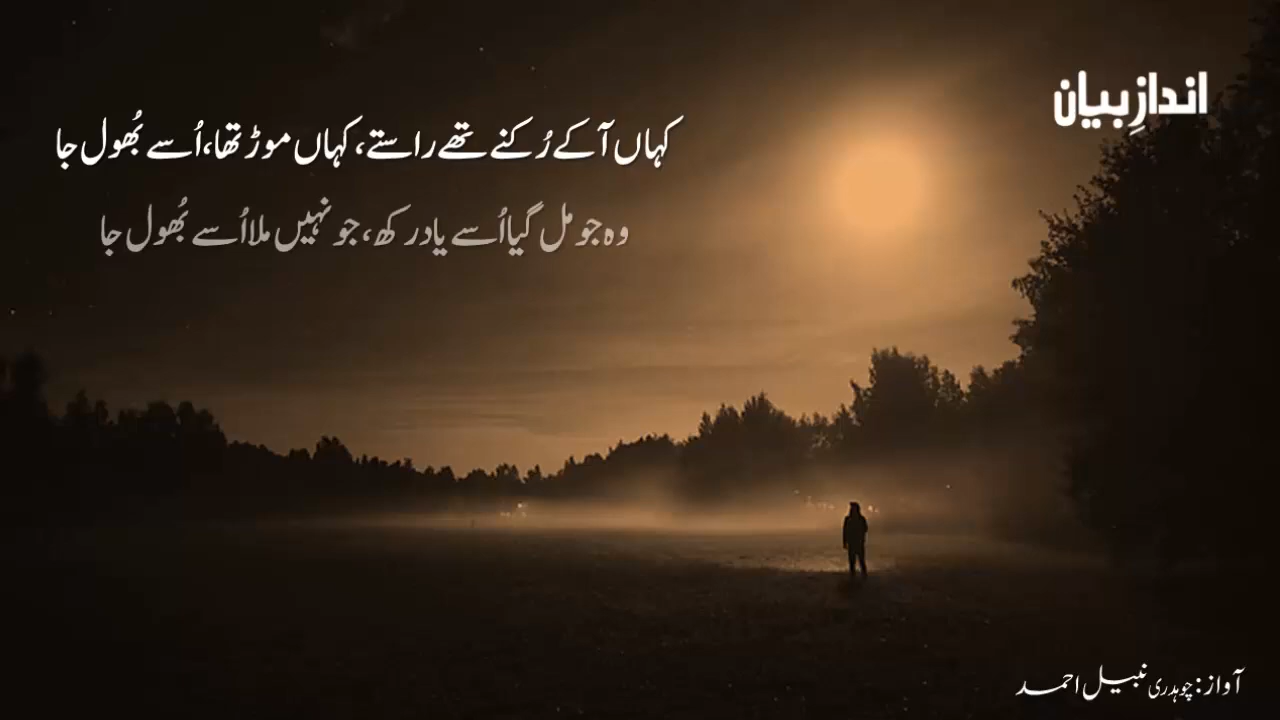 اندازِبیان
کہاں آ کے رُکنے تھے راستے، کہاں موڑ تھا، اُسے بُھول جا
وہ جو مل گیا اُسے یاد رکھ، جو نہیں ملا اُسے بُھول جا
آواز: چوہدری نبیل احمد